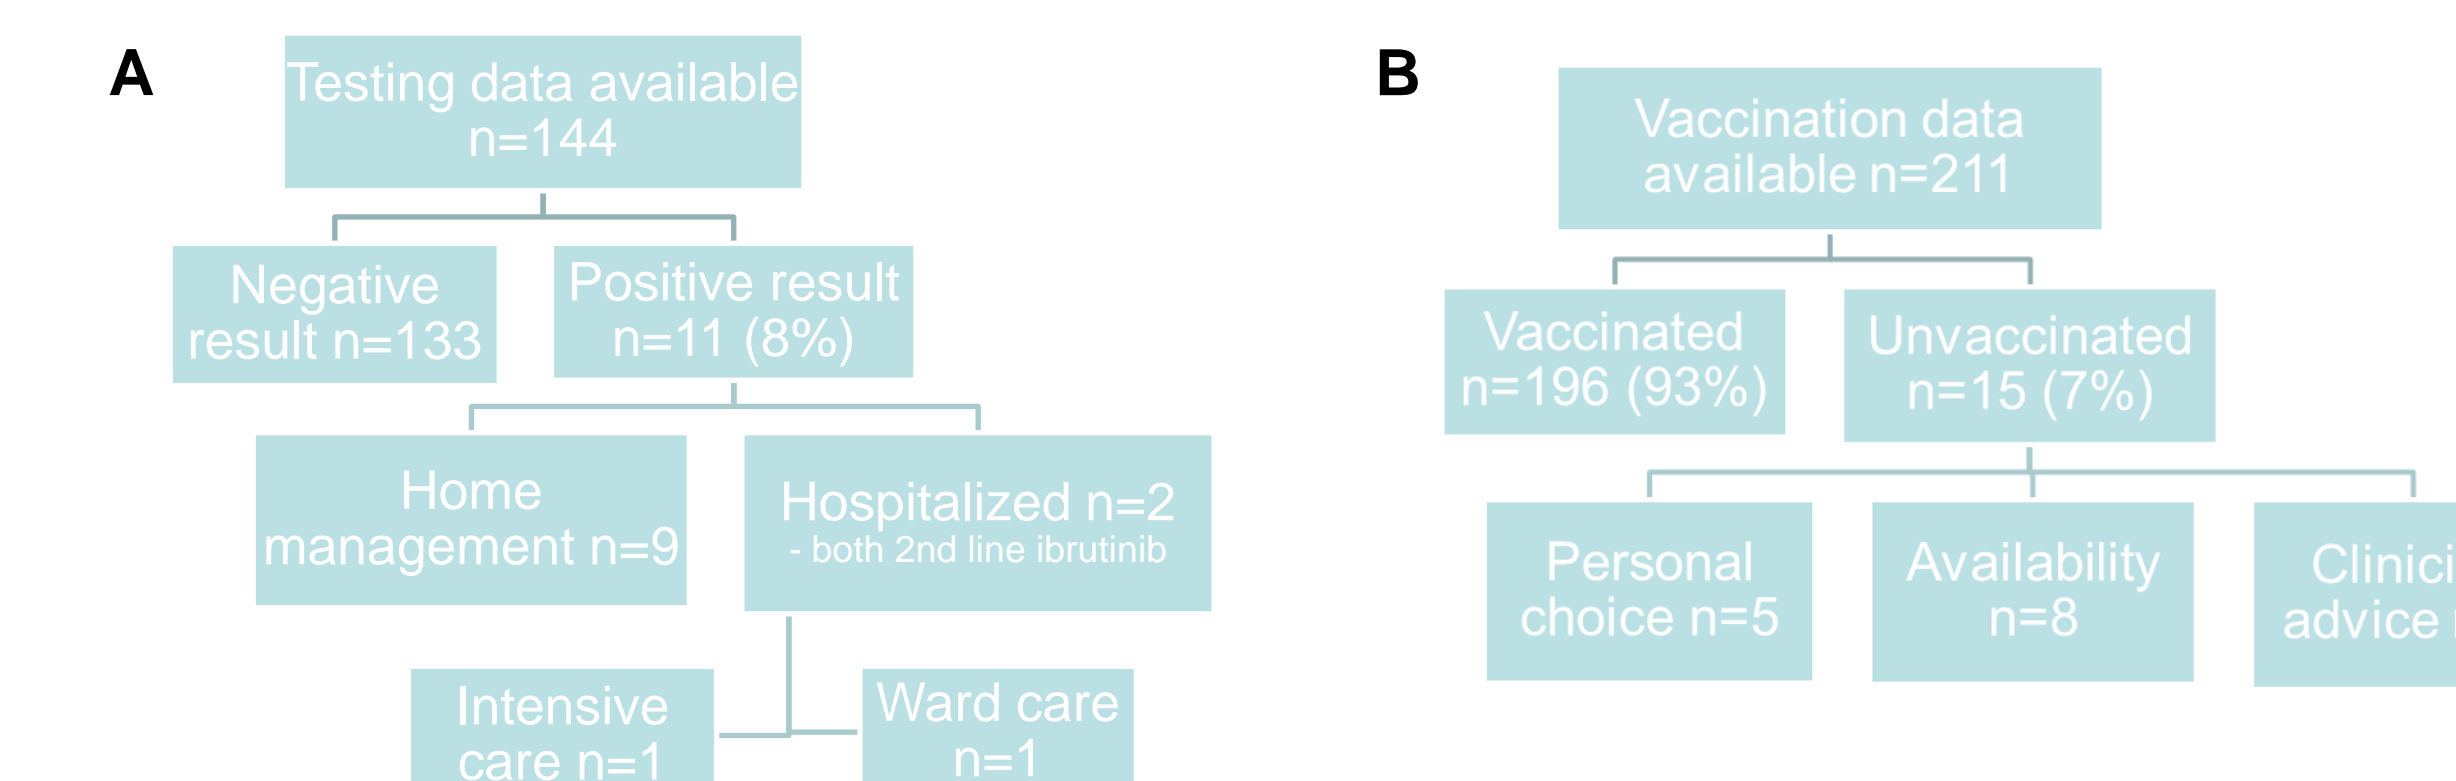 A
Testing data available
n=144
Negative
result n=133
Positive result
n=11 (8%)
Home
management n=9
Hospitalized n=2
- both 2nd line ibrutinib
Intensive
care n=1
Ward care
n=1
B
Vaccination data
available n=211
Vaccinated
n=196 (93%)
Unvaccinated
n=15 (7%)
Personal
choice n=5
Availability
n=8
advice